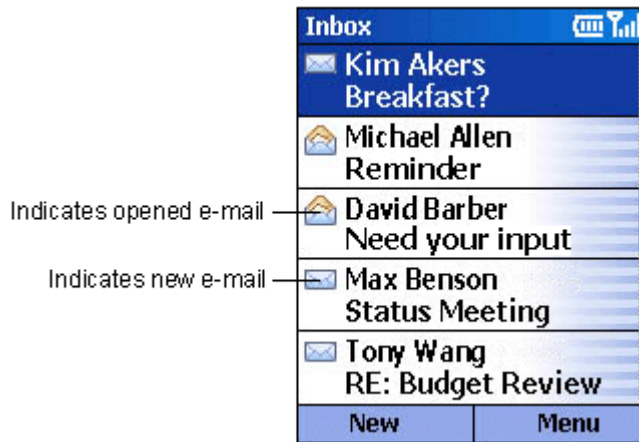 Inbox
Kim Akers
Breakfast?
Michael Allen
Reminder
Indicates opened e-mail
David Barber
Need your input
Indicates new e-mail
Max Benson
Status Meeting
Tony Wang
RE: Budget Review
New
Menu